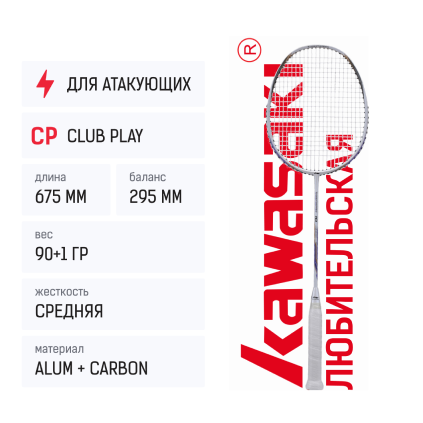 ДЛЯ АТАКУЮЩИХ
CP CLUB PLAY
длина
675 ММ
баланс
295 ММ
вес
90+1 ГР
жесткость
СРЕДНЯЯ
материал
ALUM + CARBON
®
kawasaki
ЛЮБИТЕЛЬСКАЯ